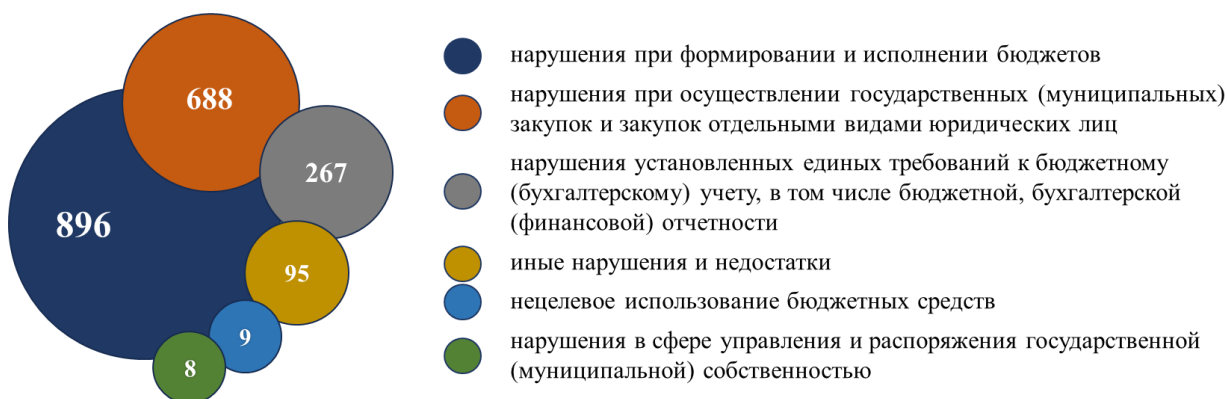 688
267
896
95
9
8
нарушения при формировании и исполнении бюджетов
нарушения при осуществлении государственных (муниципальных)
закупок и закупок отдельными видами юридических лиц
нарушения установленных единых требований к бюджетному
(бухгалтерскому) учету, в том числе бюджетной, бухгалтерской
(финансовой) отчетности
иные нарушения и недостатки
нецелевое использование бюджетных средств
нарушения в сфере управления и распоряжения государственной
(муниципальной) собственностью